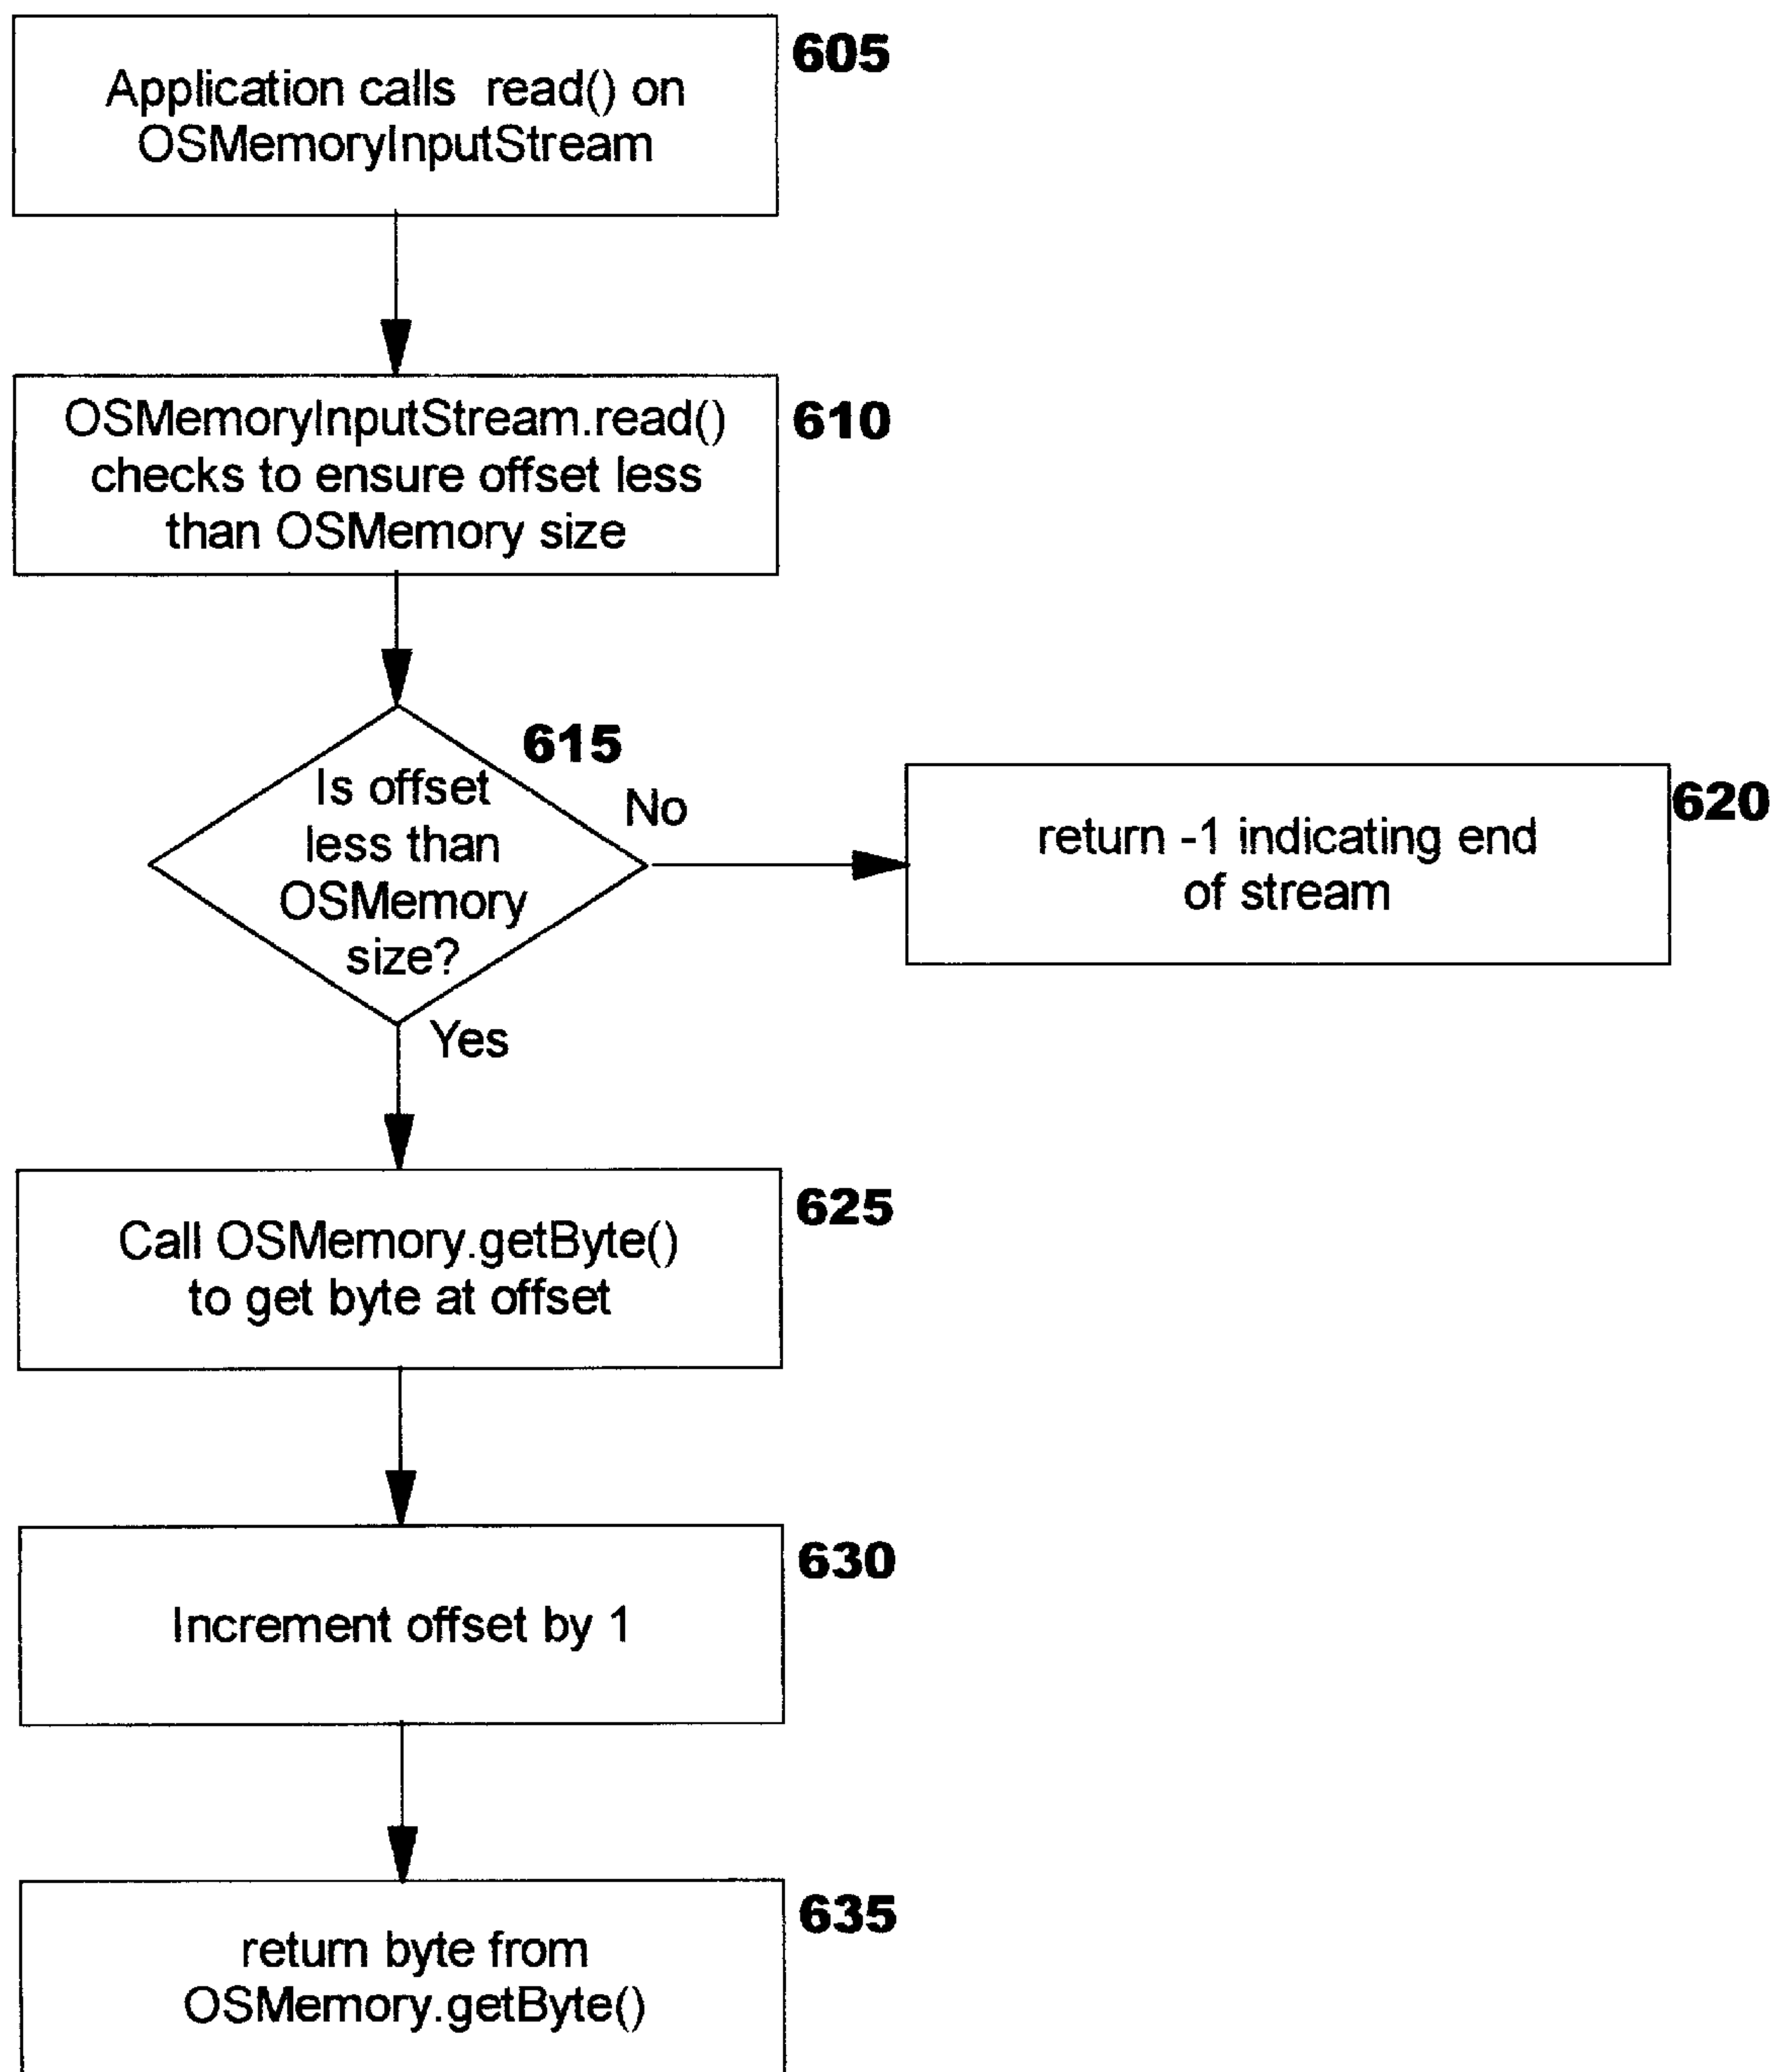 605
Application calls read() on
OSMemoryInputStream
610
OSMemoryInputStream.read()
checks to ensure offset less
than OSMemory size
615
Is offset
less than
OSMemory
size?
No
620
return -1 indicating end
of stream
Yes
625
Call OSMemory.getByte()
to get byte at offset
630
Increment offset by 1
635
return byte from
OSMemory.getByte()